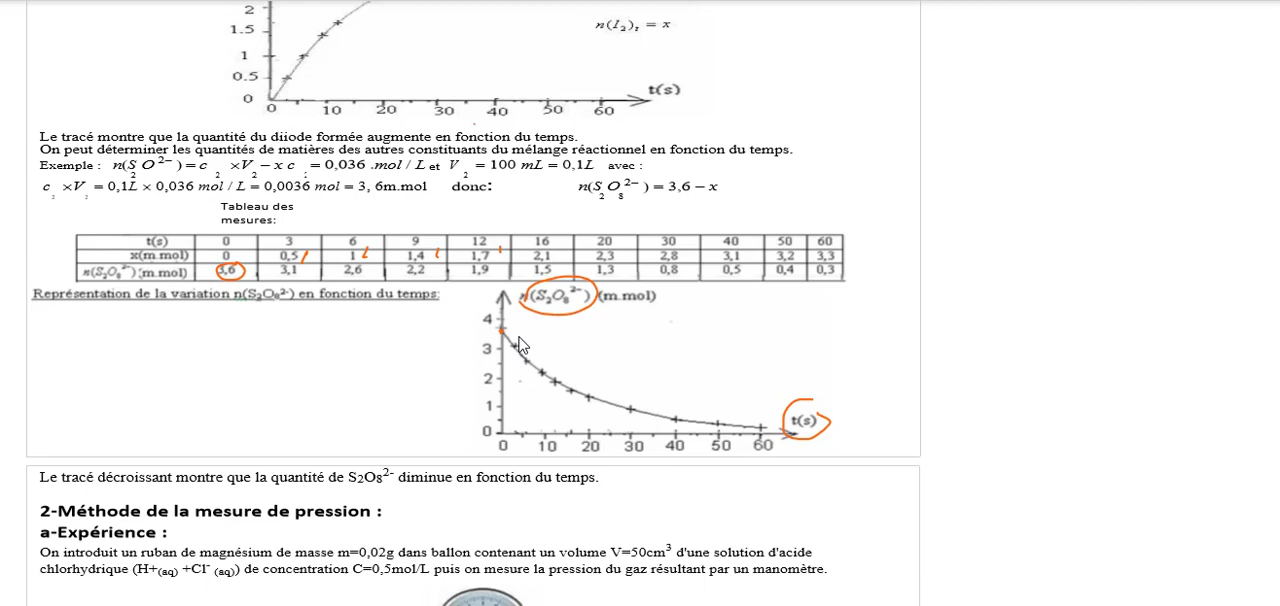 2
1.5
1
0.5
0
n(I₂)ₜ = x
t(s)
0 10 20 30 40 50 60
Le tracé montre que la quantité du diiode formée augmente en fonction du temps.
On peut déterminer les quantités de matières des autres constituants du mélange réactionnel en fonction du temps.
Exemple : n(S₂O²⁻)=c₂ ×V₂ – x c = 0,036 .mol / L et V₂ = 100 mL = 0,1L avec :
c₂ ×V₂ = 0,1L × 0,036 mol / L = 0,0036 mol = 3, 6m.mol donc: n(S₂O₈²⁻) = 3,6 – x
Tableau des
mesures:
t(s) 0 3 6 9 12 16 20 30 40 50 60
x(m.mol) 0 0,5 1 1,4 1,7 2,1 2,3 2,8 3,1 3,2 3,3
n(S₂O₈²⁻) (m.mol) 3,6 3,1 2,6 2,2 1,9 1,5 1,3 0,8 0,5 0,4 0,3
Représentation de la variation n(S₂O₈²⁻) en fonction du temps:
n(S₂O₈²⁻) (m.mol)
4
3
2
1
0
t(s)
0 10 20 30 40 50 60
Le tracé décroissant montre que la quantité de S₂O₈²⁻ diminue en fonction du temps.
2-Méthode de la mesure de pression :
a-Expérience :
On introduit un ruban de magnésium de masse m=0,02g dans ballon contenant un volume V=50cm³ d'une solution d'acide
chlorhydrique (H+(aq) +Cl⁻ (aq)) de concentration C=0,5mol/L puis on mesure la pression du gaz résultant par un manomètre.